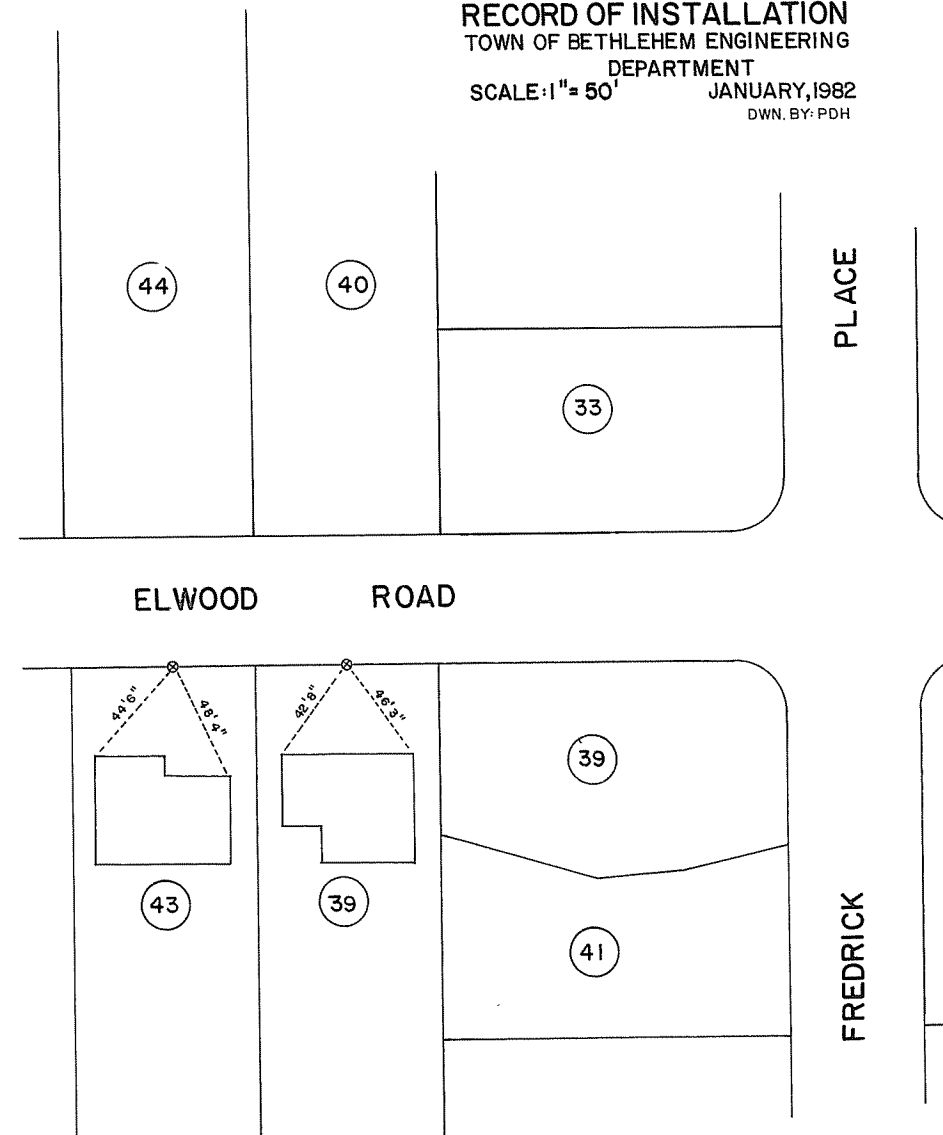 RECORD OF INSTALLATION
TOWN OF BETHLEHEM ENGINEERING
DEPARTMENT
SCALE:1"=50' JANUARY,1982
DWN. BY: PDH
PLACE
44
40
33
ELWOOD ROAD
44'6"
48'4"
42'8"
46'3"
39
43
39
41
FREDRICK